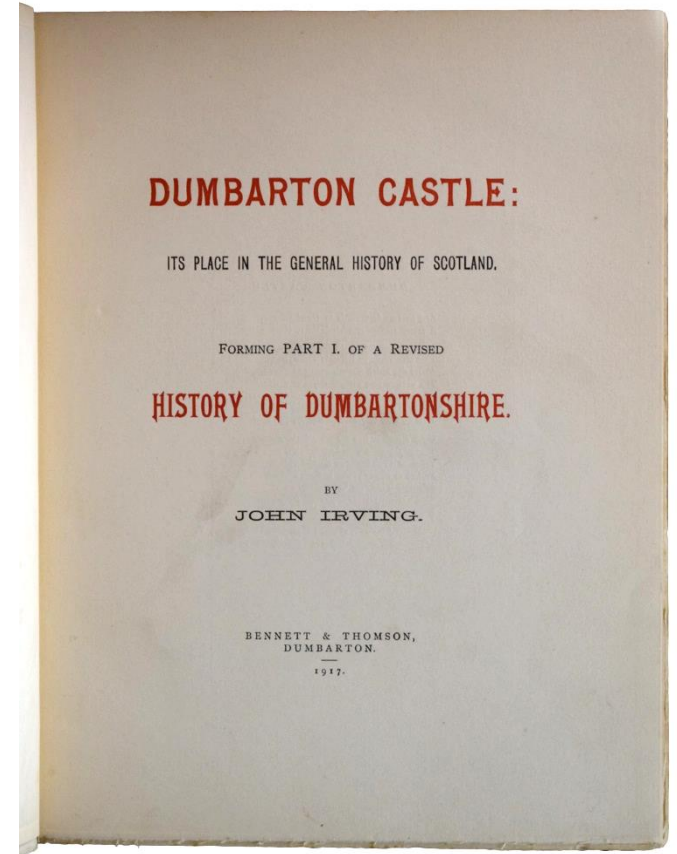 DUMBARTON CASTLE:
ITS PLACE IN THE GENERAL HISTORY OF SCOTLAND.
FORMING PART I. OF A REVISED
HISTORY OF DUMBARTONSHIRE.
BY
JOHN IRVING.
BENNETT & THOMSON,
DUMBARTON.
1917.